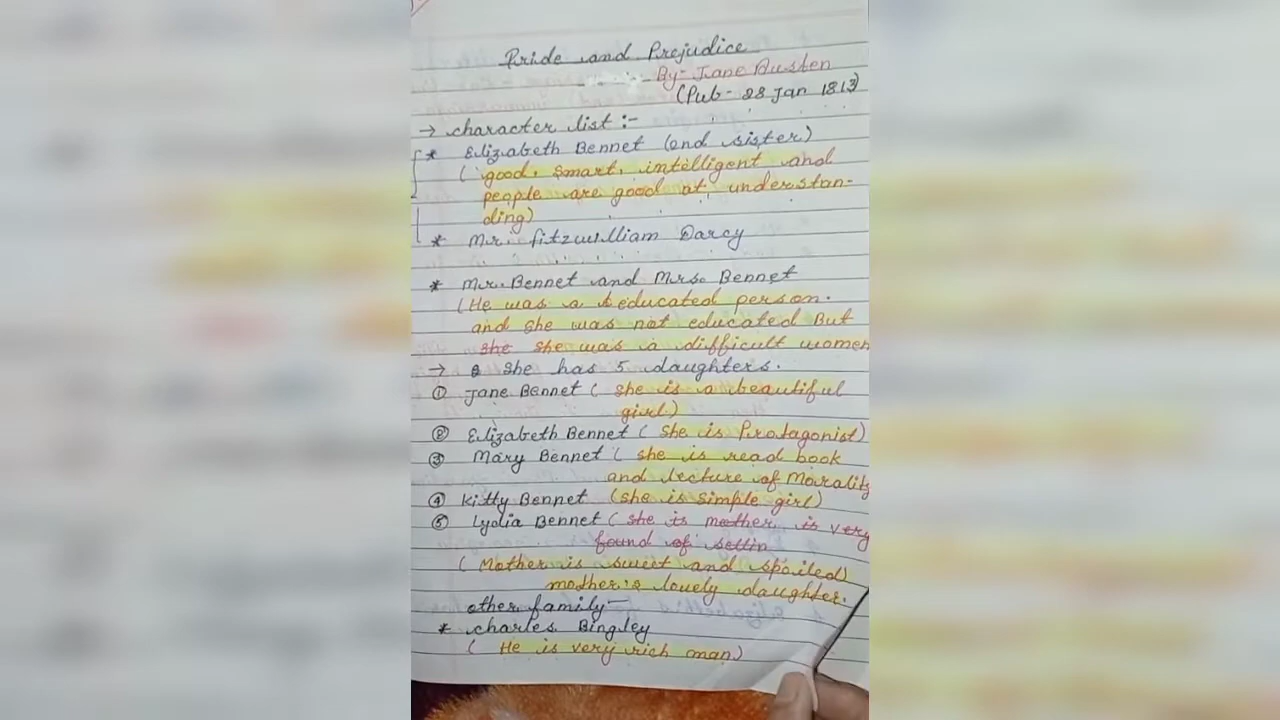 Pride and Prejudice
By- Jane Austen
(Pub- 28 Jan 1813)
→ character list :-
* Elizabeth Bennet (2nd sister)
( good, smart, intelligent and
people are good at understan-
ding)
* Mr. fitzwilliam Darcy
* Mr. Bennet and Mrs. Bennet
(He was a educated person.
and she was not educated But
she she was a difficult women
→ she has 5 daughters.
① Jane Bennet ( she is a beautiful
girl)
② Elizabeth Bennet ( She is Protagonist)
③ Mary Bennet ( she is read book
and lecture of Morality
④ Kitty Bennet (she is simple girl)
⑤ Lydia Bennet ( she is mother is very
found of settin
( Mother is sweet and spoiled)
mother's lovely daughter.
other family—
* charles Bingley
( He is very rich man)